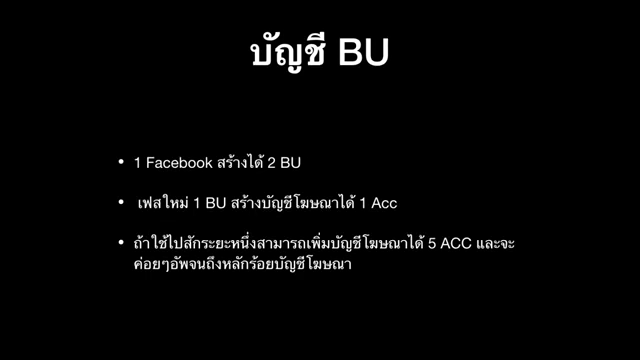 บัญชี BU
• 1 Facebook สร้างได้ 2 BU
• เฟสใหม่ 1 BU สร้างบัญชีโฆษณาได้ 1 Acc
• ถ้าใช้ไปสักระยะหนึ่งสามารถเพิ่มบัญชีโฆษณาได้ 5 ACC และจะ
ค่อยๆอัพจนถึงหลักร้อยบัญชีโฆษณา